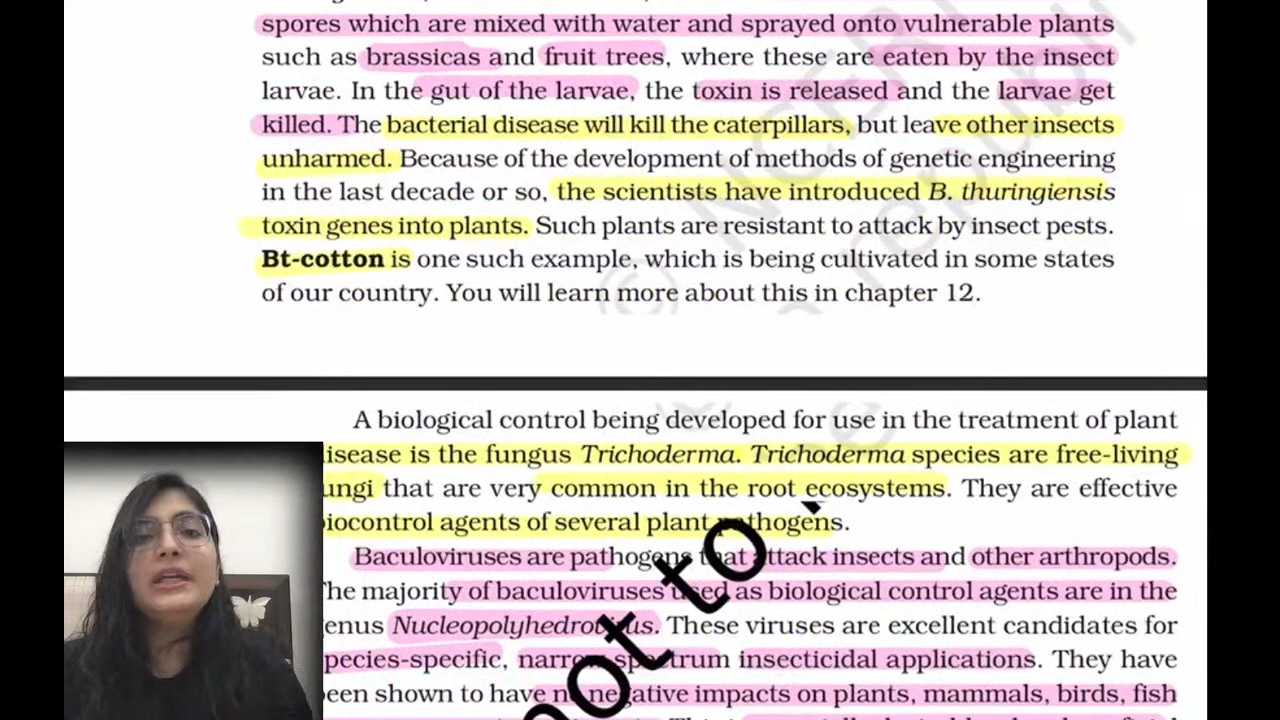 spores which are mixed with water and sprayed onto vulnerable plants
such as brassicas and fruit trees, where these are eaten by the insect
larvae. In the gut of the larvae, the toxin is released and the larvae get
killed. The bacterial disease will kill the caterpillars, but leave other insects
unharmed. Because of the development of methods of genetic engineering
in the last decade or so, the scientists have introduced B. thuringiensis
toxin genes into plants. Such plants are resistant to attack by insect pests.
Bt-cotton is one such example, which is being cultivated in some states
of our country. You will learn more about this in chapter 12.
A biological control being developed for use in the treatment of plant
isease is the fungus Trichoderma. Trichoderma species are free-living
ungi that are very common in the root ecosystems. They are effective
iocontrol agents of several plant pathogens.
Baculoviruses are pathogens that attack insects and other arthropods.
he majority of baculoviruses used as biological control agents are in the
enus Nucleopolyhedrovirus. These viruses are excellent candidates for
pecies-specific, narrow spectrum insecticidal applications. They have
een shown to have no negative impacts on plants, mammals, birds, fish
not to